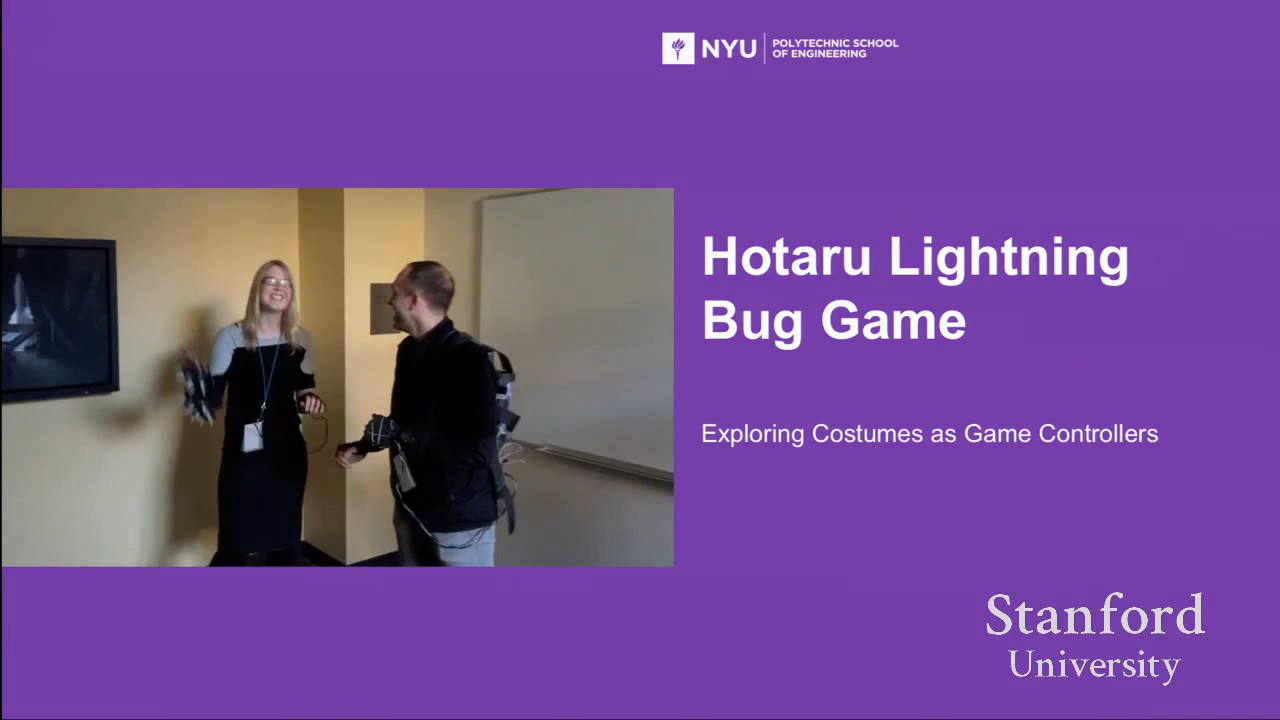 NYU
POLYTECHNIC SCHOOL
OF ENGINEERING
Hotaru Lightning
Bug Game
Exploring Costumes as Game Controllers
Stanford
University